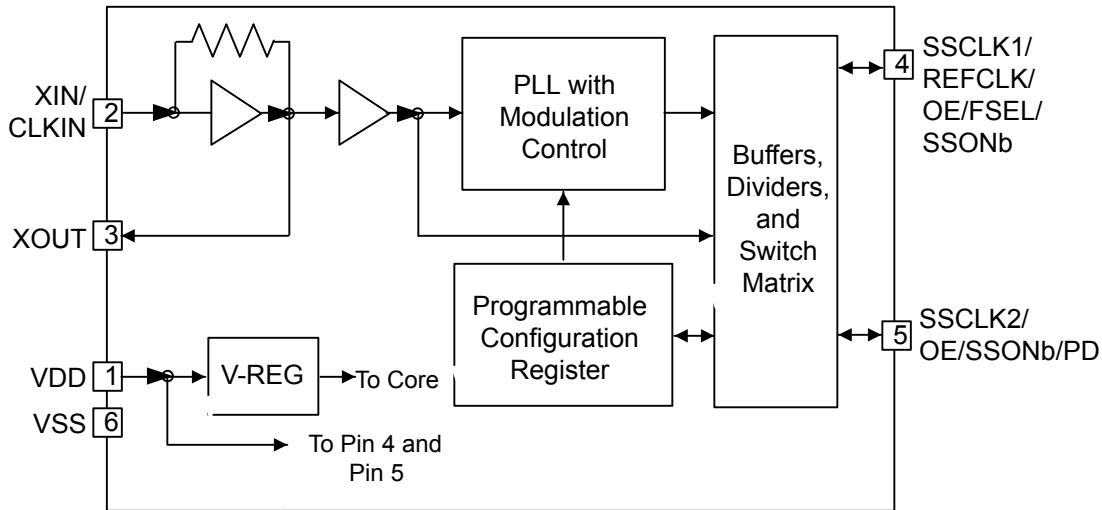 XIN/
CLKIN
2
XOUT
3
VDD
1
VSS
6
PLL with
Modulation
Control
Programmable
Configuration
Register
V-REG
To Core
To Pin 4 and
Pin 5
Buffers,
Dividers,
and
Switch
Matrix
4
SSCLK1/
REFCLK/
OE/FSEL/
SSONb
5
SSCLK2/
OE/SSONb/PD